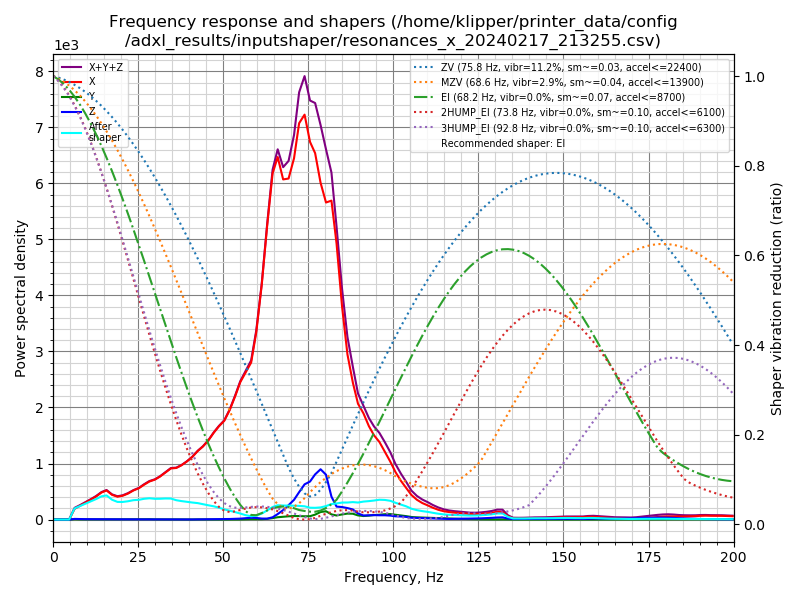 Frequency response and shapers (/home/klipper/printer_data/config
/adxl_results/inputshaper/resonances_x_20240217_213255.csv)
1e3
X+Y+Z
X
Y
Z
After
shaper
ZV (75.8 Hz, vibr=11.2%, sm~=0.03, accel<=22400)
MZV (68.6 Hz, vibr=2.9%, sm~=0.04, accel<=13900)
EI (68.2 Hz, vibr=0.0%, sm~=0.07, accel<=8700)
2HUMP_EI (73.8 Hz, vibr=0.0%, sm~=0.10, accel<=6100)
3HUMP_EI (92.8 Hz, vibr=0.0%, sm~=0.10, accel<=6300)
Recommended shaper: EI
8
7
6
5
4
3
2
1
0
Power spectral density
1.0
0.8
0.6
0.4
0.2
0.0
Shaper vibration reduction (ratio)
0 25 50 75 100 125 150 175 200
Frequency, Hz